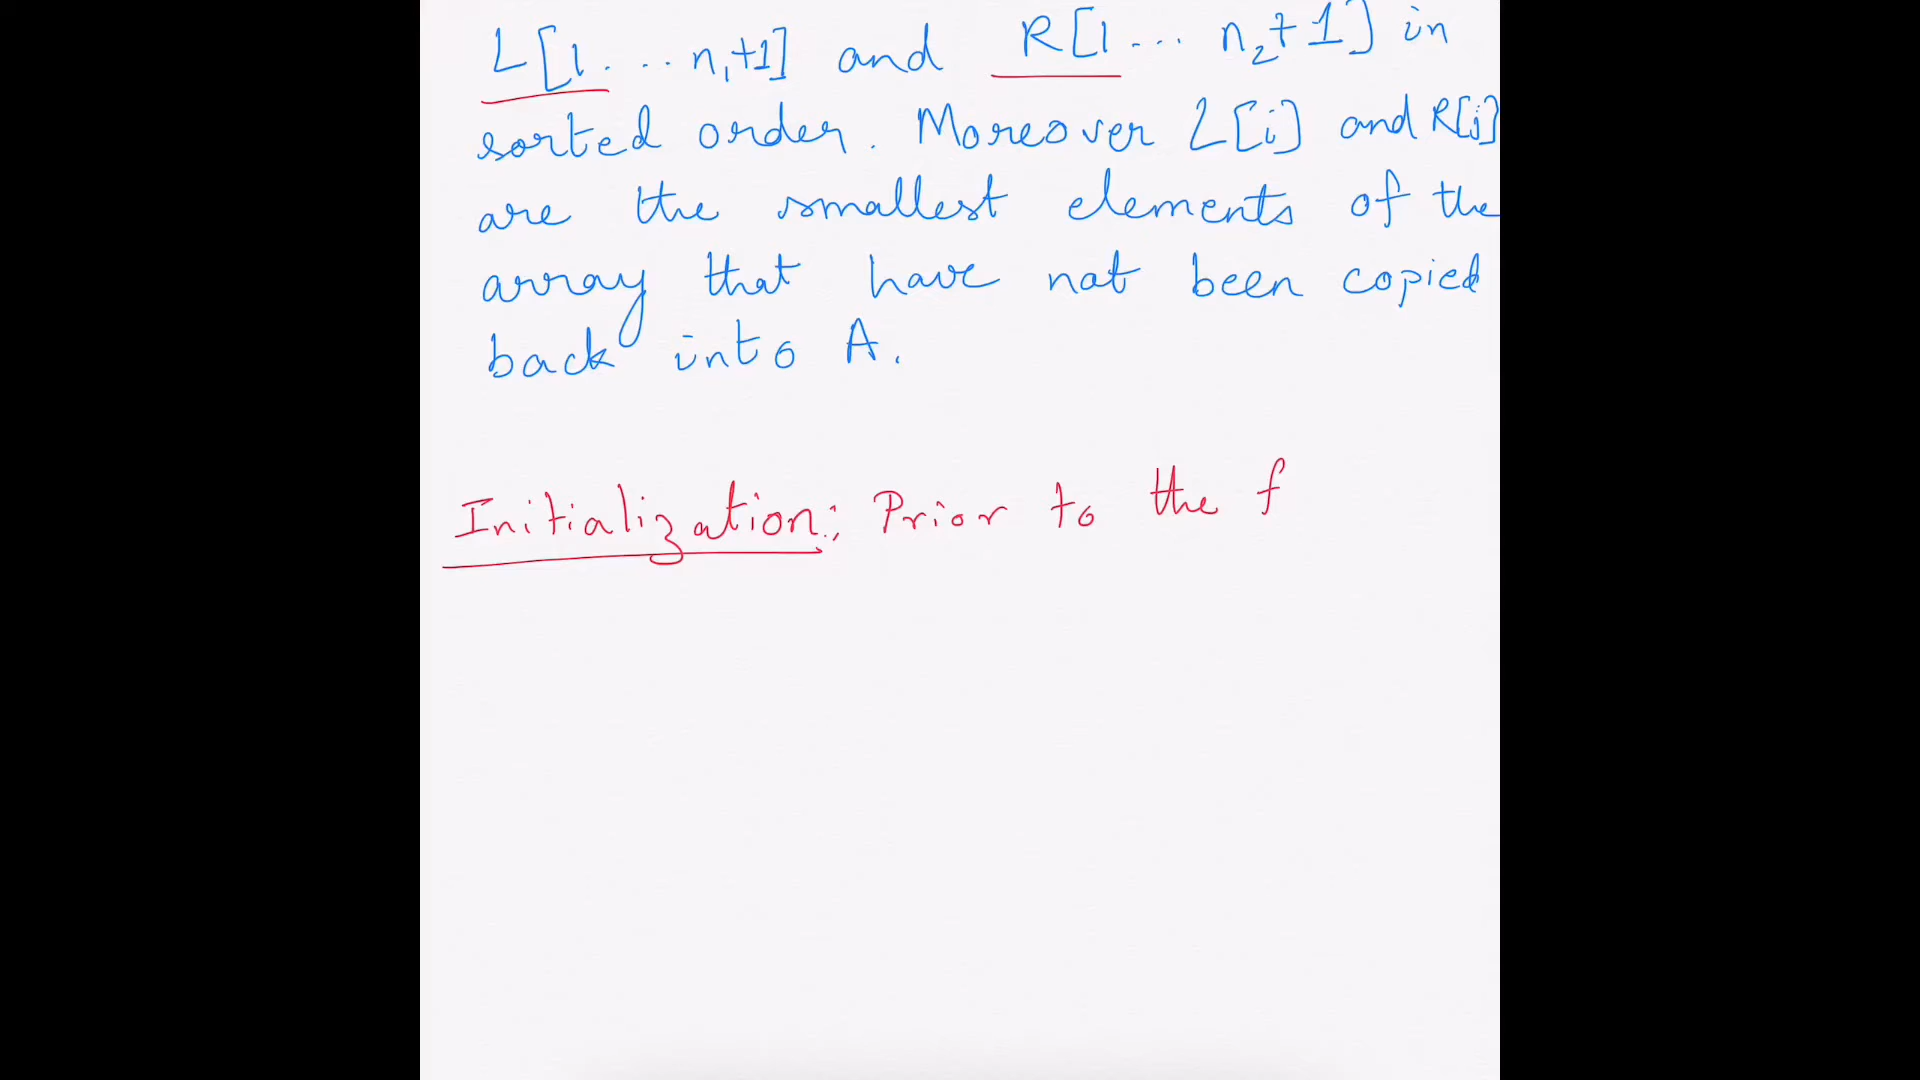 L[1. .. n₁+1] and R[1 ... n₂+1] in
sorted order. Moreover L[i] and R[j]
are the smallest elements of the
array that have not been copied
back into A.
Initialization: Prior to the f